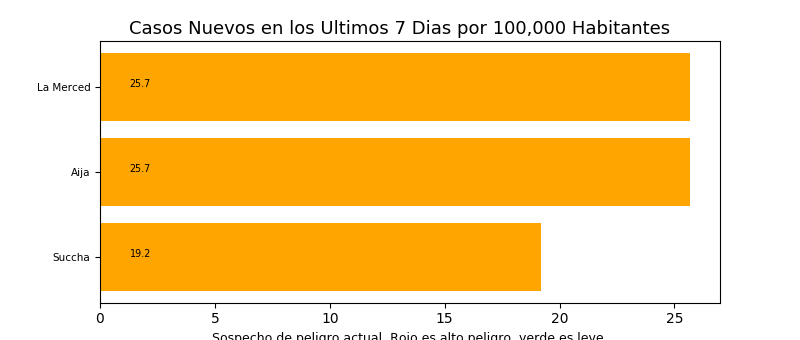 Casos Nuevos en los Ultimos 7 Dias por 100,000 Habitantes
La Merced
25.7
Aija
25.7
Succha
19.2
0 5 10 15 20 25
Sospecho de peligro actual. Rojo es alto peligro, verde es leve